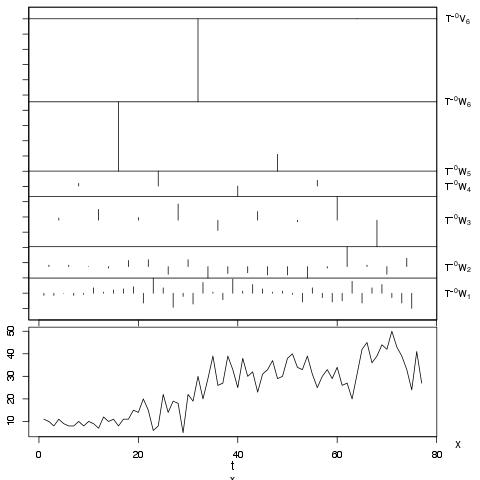 T⁻⁰V₆
T⁻⁰W₆
T⁻⁰W₅
T⁻⁰W₄
T⁻⁰W₃
T⁻⁰W₂
T⁻⁰W₁
50
40
30
20
10
0 20 40 60 80
X
t
x